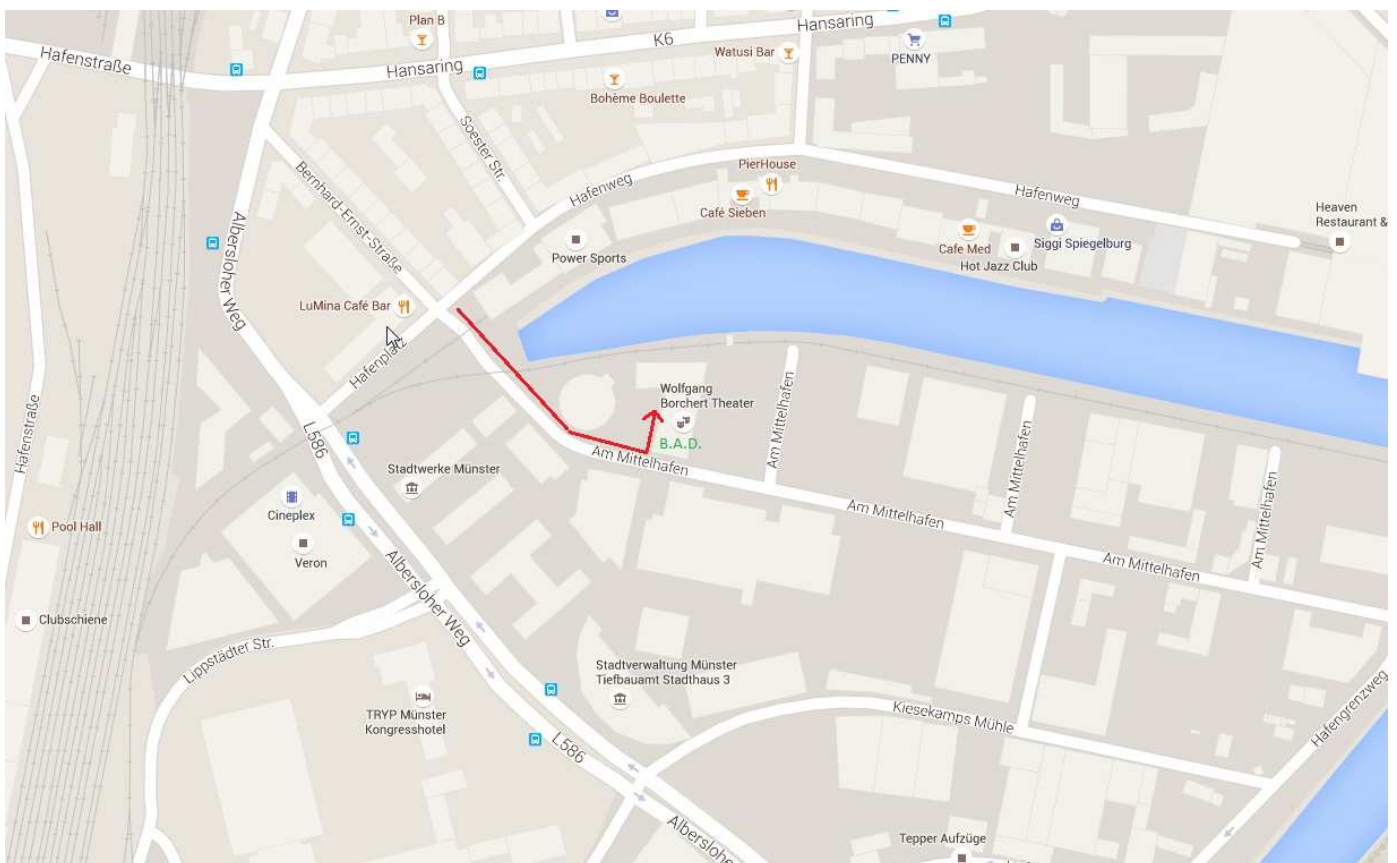 Plan B
Hansaring
K6
Watusi Bar
PENNY
Hafenstraße
Hansaring
Bohème Boulette
Soester Str.
Bernhard-Ernst-Straße
PierHouse
Hafenweg
Café Sieben
Hafenweg
Heaven
Restaurant &
Albersloher Weg
Power Sports
Cafe Med
Siggi Spiegelburg
Hot Jazz Club
LuMina Café Bar
Hafenplatz
Wolfgang
Borchert Theater
B.A.D.
Am Mittelhafen
Am Mittelhafen
Am Mittelhafen
Am Mittelhafen
Hafenstraße
L586
Stadtwerke Münster
Cineplex
Am Mittelhafen
Pool Hall
Veron
Am Mittelhafen
Albersloher Weg
Clubschiene
Lippstädter Str.
Stadtverwaltung Münster
Tiefbauamt Stadthaus 3
TRYP Münster
Kongresshotel
Kiesekamps Mühle
Hafengrenzweg
L586
Albersloher
Tepper Aufzüge